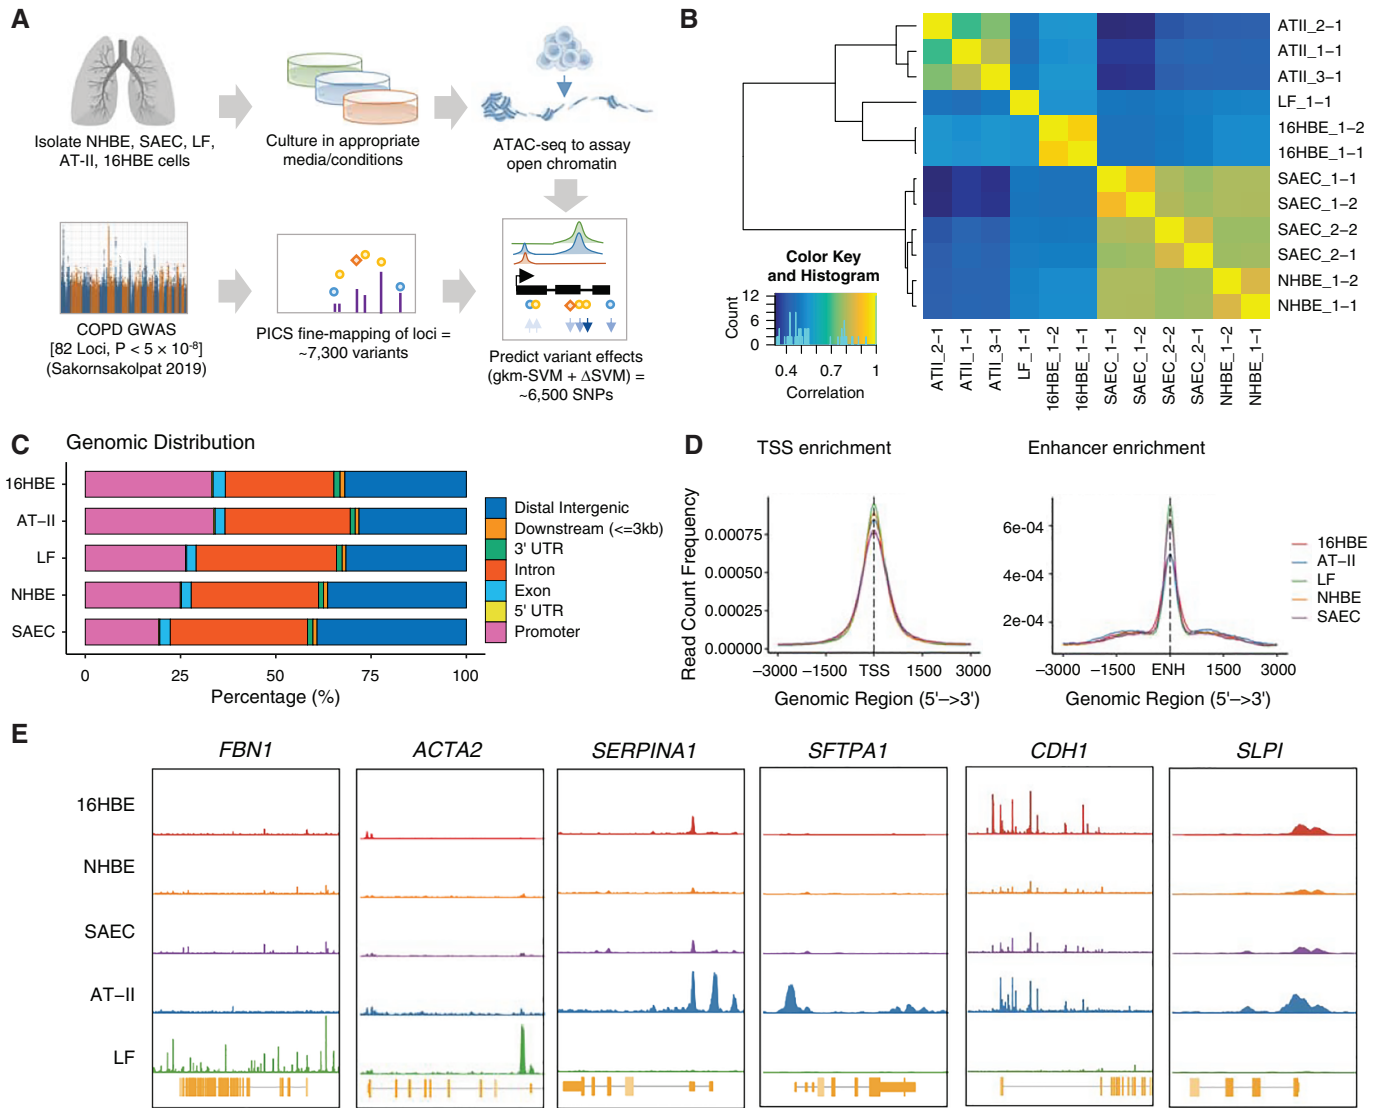 A
Isolate NHBE, SAEC, LF,
AT-II, 16HBE cells
Culture in appropriate
media/conditions
ATAC-seq to assay
open chromatin
COPD GWAS
[82 Loci, P < 5 × 10⁻⁸]
(Sakornsakolpat 2019)
PICS fine-mapping of loci =
~7,300 variants
Predict variant effects
(gkm-SVM + ΔSVM) =
~6,500 SNPs
B
ATII_2−1
ATII_1−1
ATII_3−1
LF_1−1
16HBE_1−2
16HBE_1−1
SAEC_1−1
SAEC_1−2
SAEC_2−2
SAEC_2−1
NHBE_1−2
NHBE_1−1
Color Key
and Histogram
Count
12
8
4
0
0.4 0.7 1
Correlation
ATII_2−1
ATII_1−1
ATII_3−1
LF_1−1
16HBE_1−2
16HBE_1−1
SAEC_1−1
SAEC_1−2
SAEC_2−2
SAEC_2−1
NHBE_1−2
NHBE_1−1
C
Genomic Distribution
16HBE
AT−II
LF
NHBE
SAEC
0 25 50 75 100
Percentage (%)
Distal Intergenic
Downstream (<=3kb)
3' UTR
Intron
Exon
5' UTR
Promoter
D
TSS enrichment
Read Count Frequency
0.00075
0.00050
0.00025
0.00000
−3000 −1500 TSS 1500 3000
Genomic Region (5'−>3')
Enhancer enrichment
6e-04
4e-04
2e-04
−3000 −1500 ENH 1500 3000
Genomic Region (5'−>3')
16HBE
AT−II
LF
NHBE
SAEC
E
FBN1 ACTA2 SERPINA1 SFTPA1 CDH1 SLPI
16HBE
NHBE
SAEC
AT−II
LF